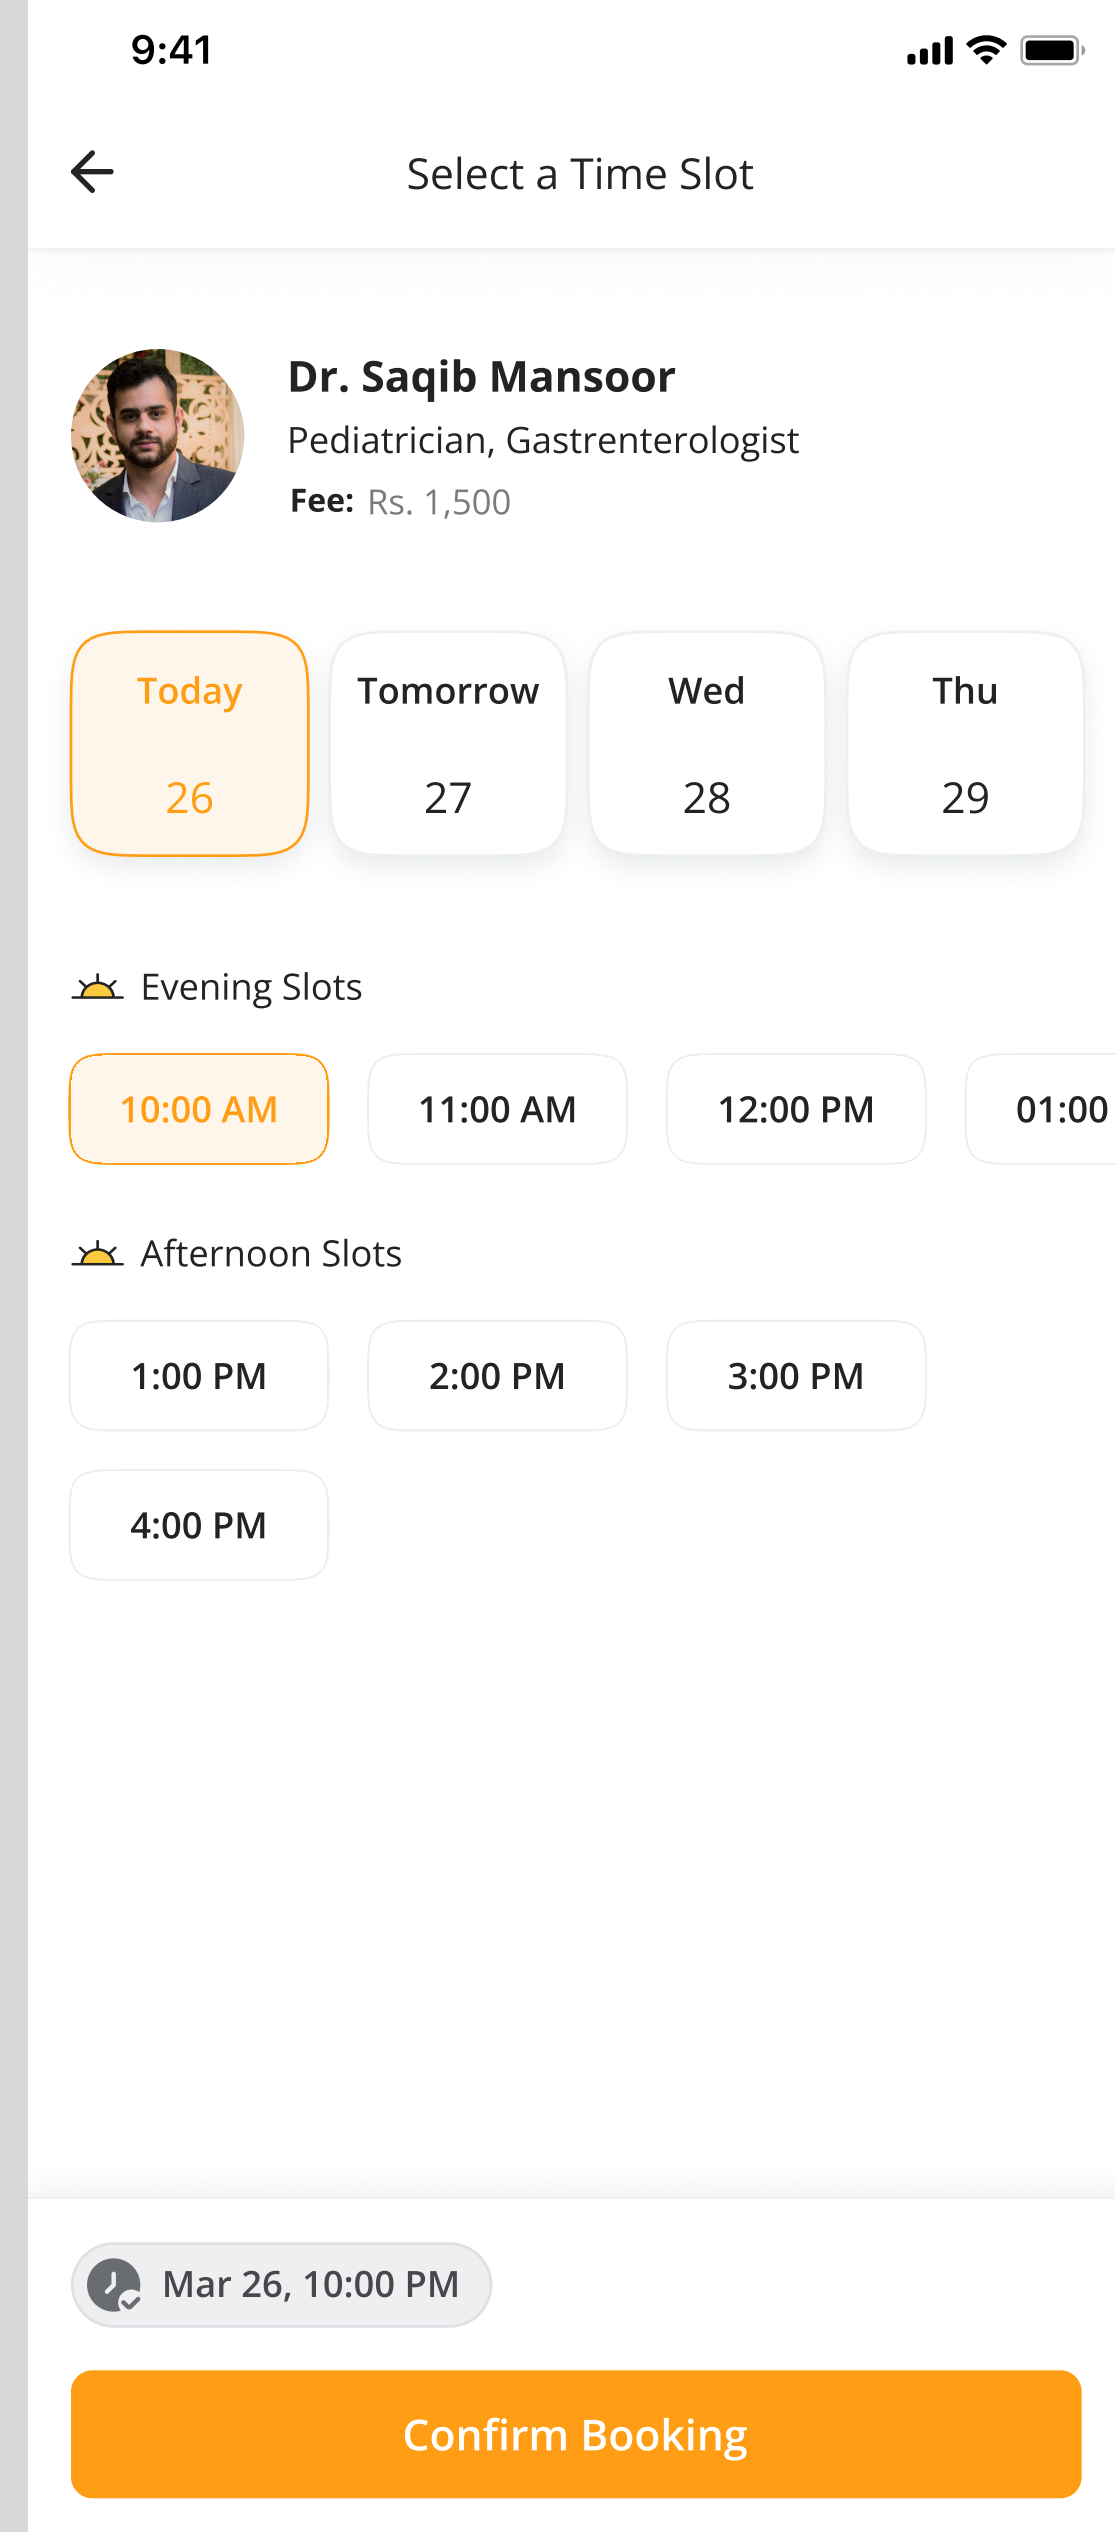 9:41
Select a Time Slot
Dr. Saqib Mansoor
Pediatrician, Gastrenterologist
Fee: Rs. 1,500
Today Tomorrow Wed Thu
26 27 28 29
Evening Slots
10:00 AM 11:00 AM 12:00 PM 01:00
Afternoon Slots
1:00 PM 2:00 PM 3:00 PM
4:00 PM
Mar 26, 10:00 PM
Confirm Booking